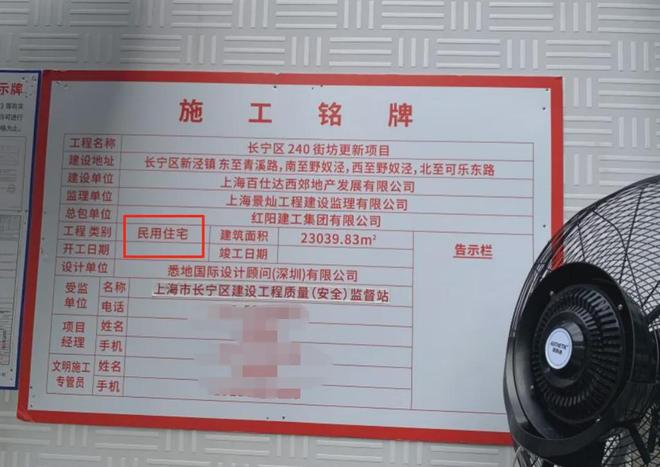 施工铭牌
工程名称 长宁区240街坊更新项目
建设地址 长宁区新泾镇 东至青溪路,南至野奴泾,西至野奴泾,北至可乐东路
建设单位 上海百仕达西郊地产发展有限公司
监理单位 上海景灿工程建设监理有限公司
总包单位 红阳建工集团有限公司
工程类别 民用住宅 建筑面积 23039.83m² 告示栏
开工日期 竣工日期
设计单位 悉地国际设计顾问(深圳)有限公司
受监单位 名称 上海市长宁区建设工程质量(安全)监督站
电话
项目经理 姓名
手机
文明施工专管员 姓名
手机
示牌